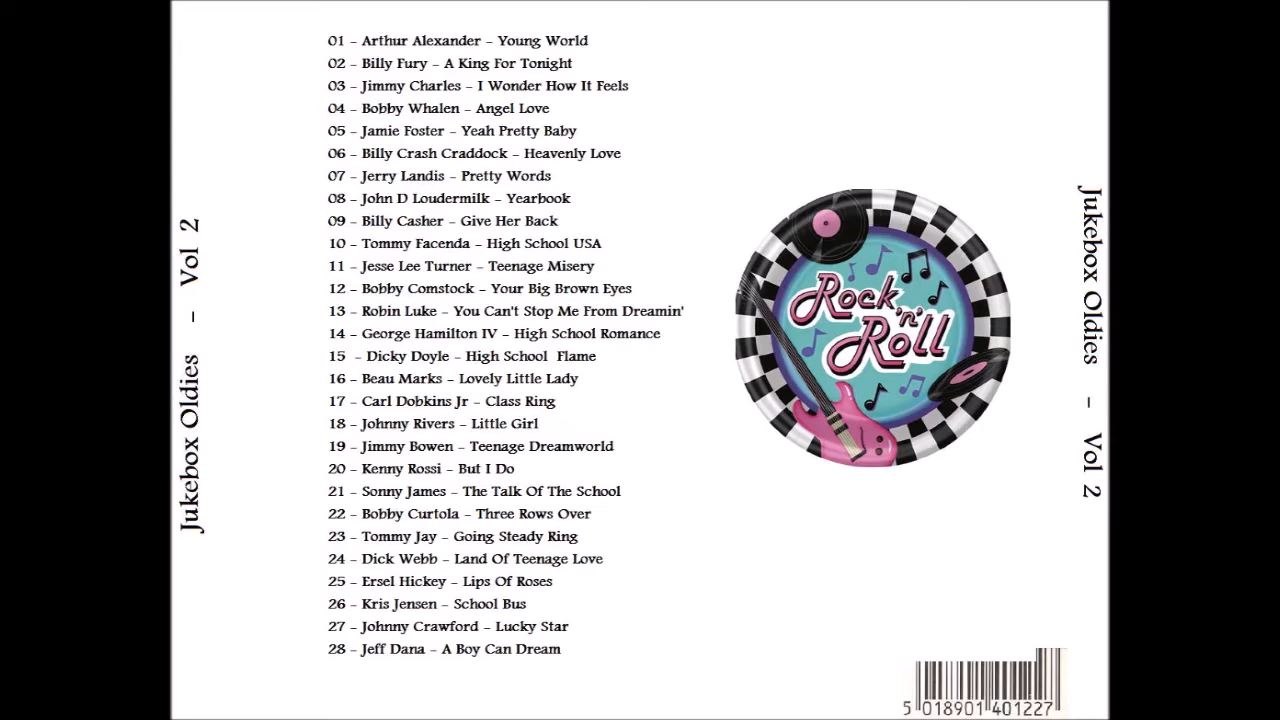 Jukebox Oldies – Vol 2
01 - Arthur Alexander - Young World
02 - Billy Fury - A King For Tonight
03 - Jimmy Charles - I Wonder How It Feels
04 - Bobby Whalen - Angel Love
05 - Jamie Foster - Yeah Pretty Baby
06 - Billy Crash Craddock - Heavenly Love
07 - Jerry Landis - Pretty Words
08 - John D Loudermilk - Yearbook
09 - Billy Casher - Give Her Back
10 - Tommy Facenda - High School USA
11 - Jesse Lee Turner - Teenage Misery
12 - Bobby Comstock - Your Big Brown Eyes
13 - Robin Luke - You Can't Stop Me From Dreamin'
14 - George Hamilton IV - High School Romance
15  - Dicky Doyle - High School  Flame
16 - Beau Marks - Lovely Little Lady
17 - Carl Dobkins Jr - Class Ring
18 - Johnny Rivers - Little Girl
19 - Jimmy Bowen - Teenage Dreamworld
20 - Kenny Rossi - But I Do
21 - Sonny James - The Talk Of The School
22 - Bobby Curtola - Three Rows Over
23 - Tommy Jay - Going Steady Ring
24 - Dick Webb - Land Of Teenage Love
25 - Ersel Hickey - Lips Of Roses
26 - Kris Jensen - School Bus
27 - Johnny Crawford - Lucky Star
28 - Jeff Dana - A Boy Can Dream
Rock
'n'
Roll
Jukebox Oldies – Vol 2
5 018901 401227